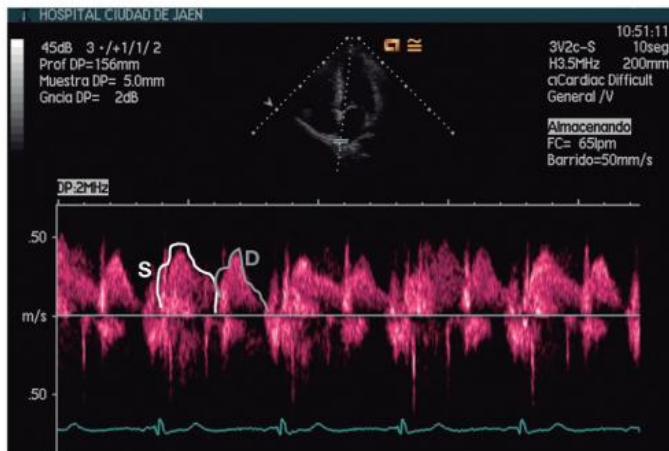 HOSPITAL CIUDAD DE JAEN
10:51:11
45dB 3 ·/+1/1/2
Prof DP=156mm
Muestra DP= 5.0mm
Gncia DP= 2dB
3V2c-S 10seg
H3.5MHz 200mm
Cardiac Difficult
General /V
Almacenando
FC= 65lpm
Barrido=50mm/s
DP:2MHz
.50
S
D
m/s
.50